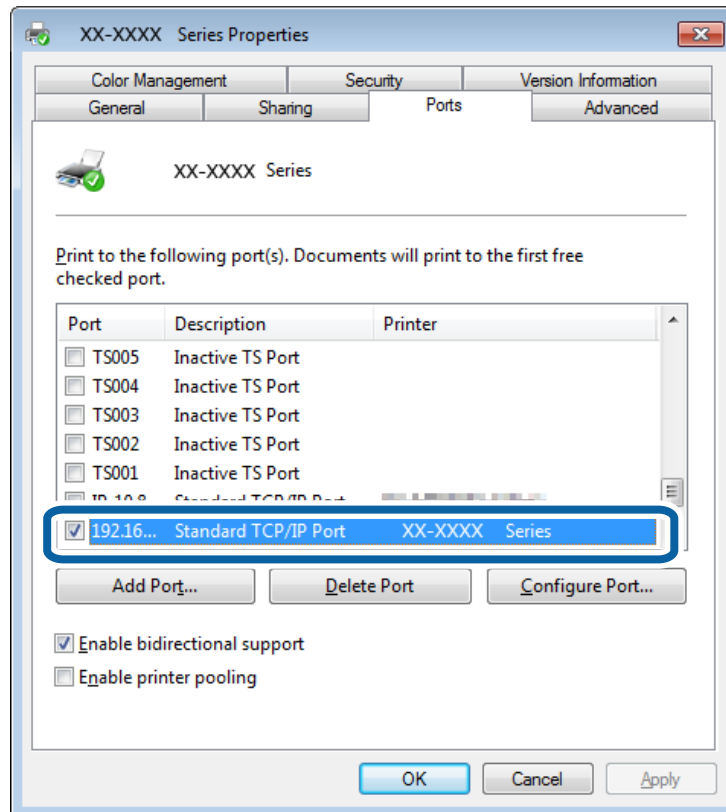 XX-XXXX Series Properties
Color Management Security Version Information
General Sharing Ports Advanced
XX-XXXX Series
Print to the following port(s). Documents will print to the first free
checked port.
Port Description Printer
TS005 Inactive TS Port
TS004 Inactive TS Port
TS003 Inactive TS Port
TS002 Inactive TS Port
TS001 Inactive TS Port
Standard TCP/IP Port
192.16... Standard TCP/IP Port XX-XXXX Series
Add Port... Delete Port Configure Port...
Enable bidirectional support
Enable printer pooling
OK Cancel Apply